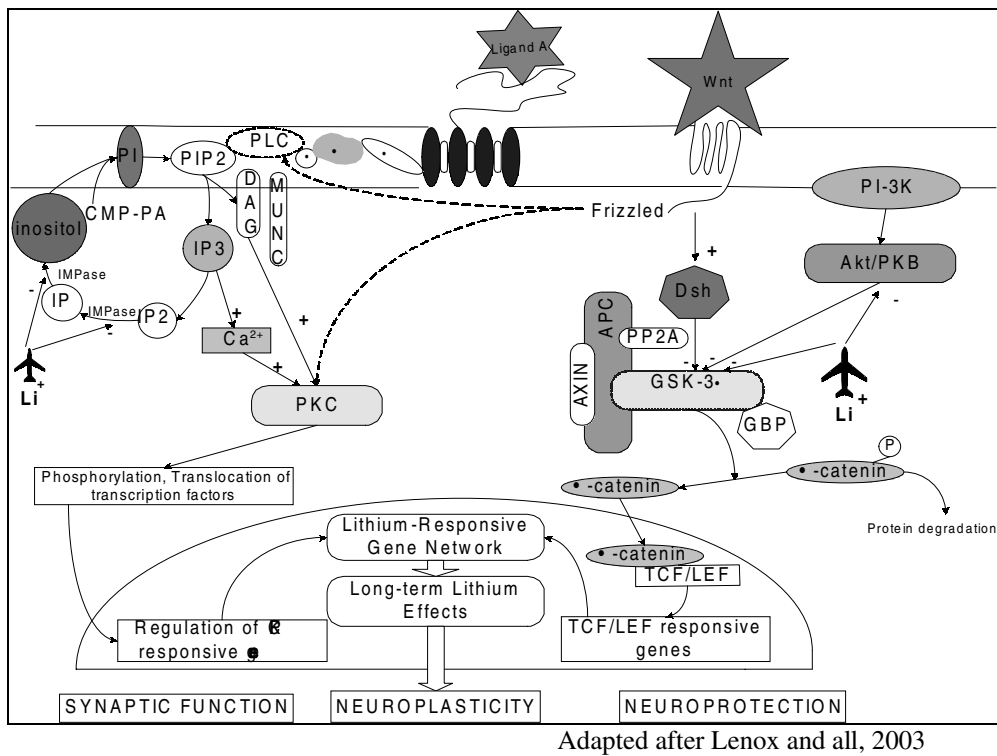 Ligand A
Wnt
PLC
PI
PIP2
PI-3K
DAG
MUNC
CMP-PA
Frizzled
inositol
IP3
+
Akt/PKB
IMPase
Dsh
-
IP
IMPase
IP2
-
APC
PP2A
-
+
+
Ca2+
+
- - -
Li+
AXIN
GSK-3•
Li+
PKC
GBP
P
Phosphorylation, Translocation of
transcription factors
•-catenin
•-catenin
Protein degradation
Lithium-Responsive
Gene Network
•-catenin
TCF/LEF
Long-term Lithium
Effects
Regulation of
responsive
TCF/LEF responsive
genes
SYNAPTIC FUNCTION
NEUROPLASTICITY
NEUROPROTECTION
Adapted after Lenox and all, 2003